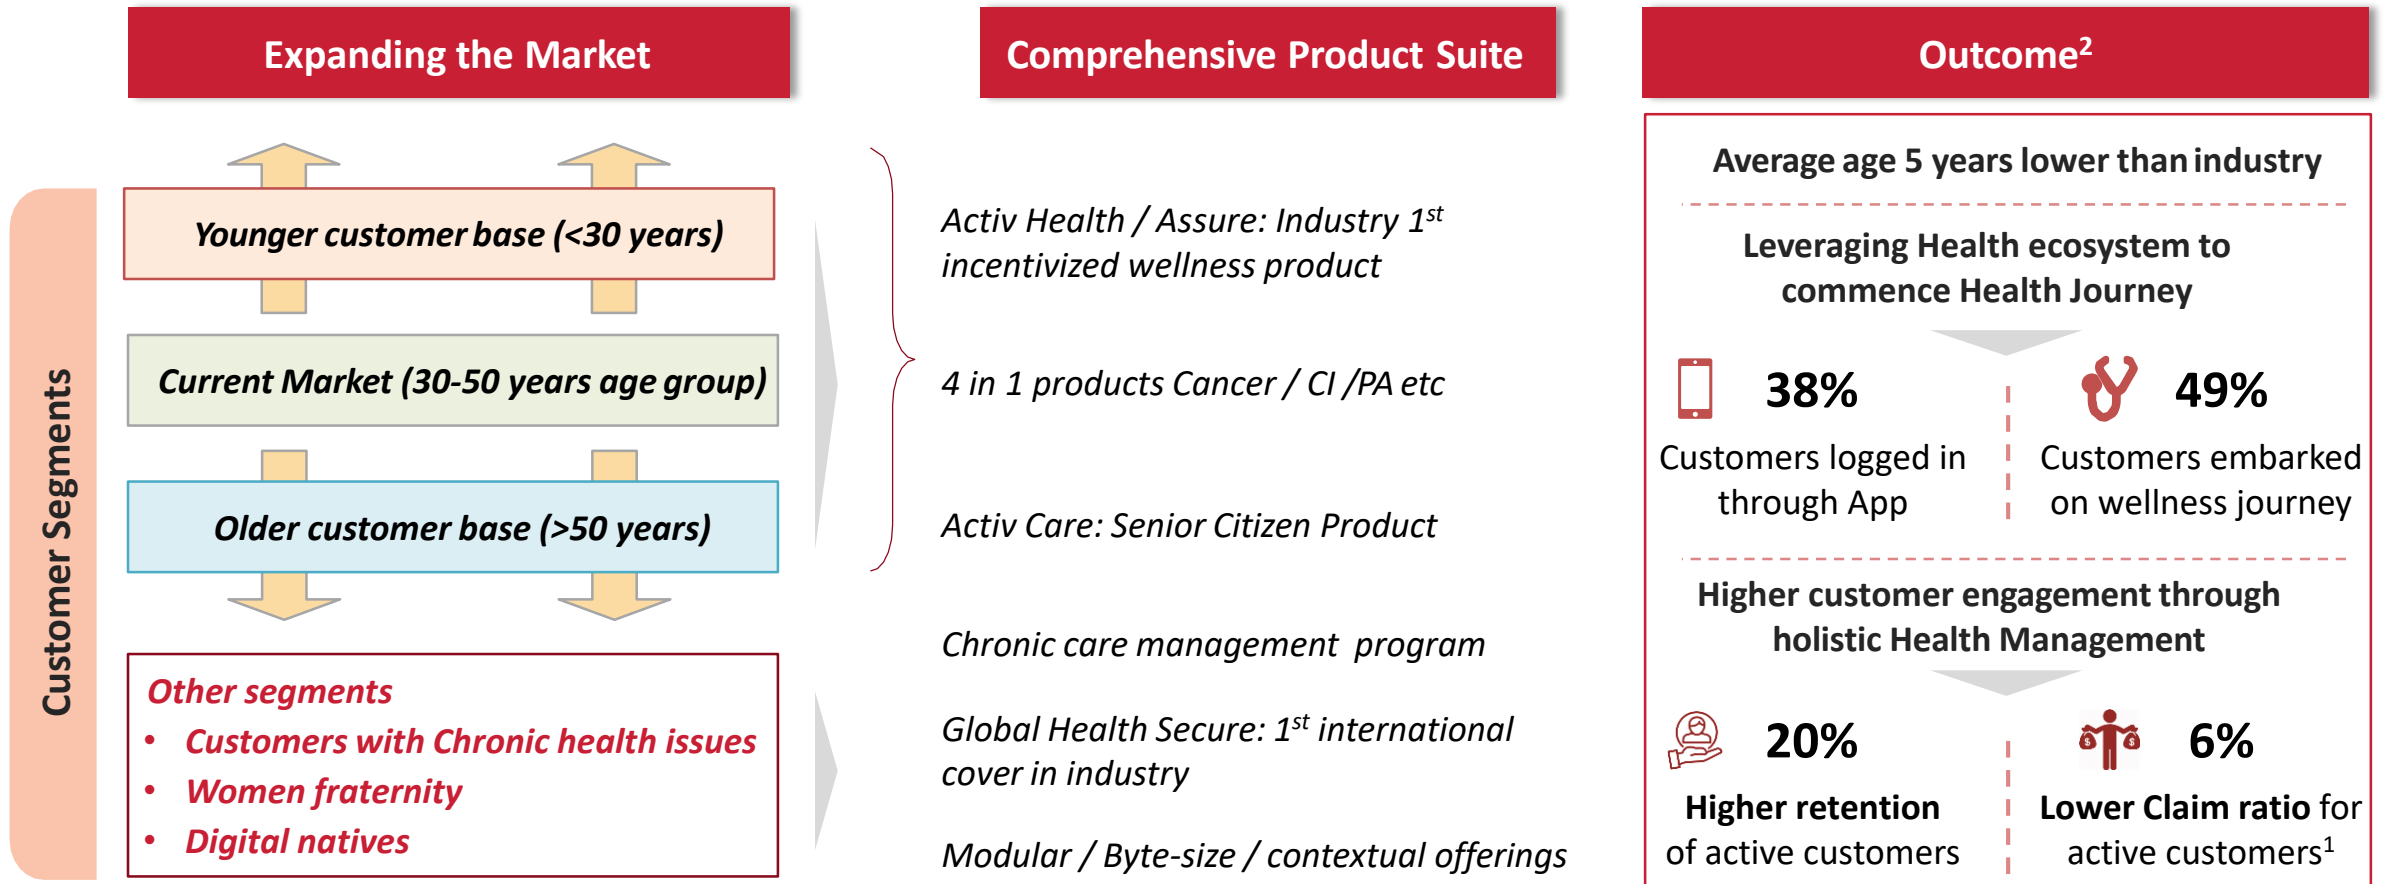 Expanding the Market
Customer Segments
Younger customer base (<30 years)
Current Market (30-50 years age group)
Older customer base (>50 years)
Other segments
• Customers with Chronic health issues
• Women fraternity
• Digital natives
Comprehensive Product Suite
Activ Health / Assure: Industry 1st
incentivized wellness product
4 in 1 products Cancer / CI /PA etc
Activ Care: Senior Citizen Product
Chronic care management program
Global Health Secure: 1st international
cover in industry
Modular / Byte-size / contextual offerings
Outcome2
Average age 5 years lower than industry
Leveraging Health ecosystem to
commence Health Journey
38%
Customers logged in
through App
49%
Customers embarked
on wellness journey
Higher customer engagement through
holistic Health Management
20%
Higher retention
of active customers
6%
Lower Claim ratio for
active customers1